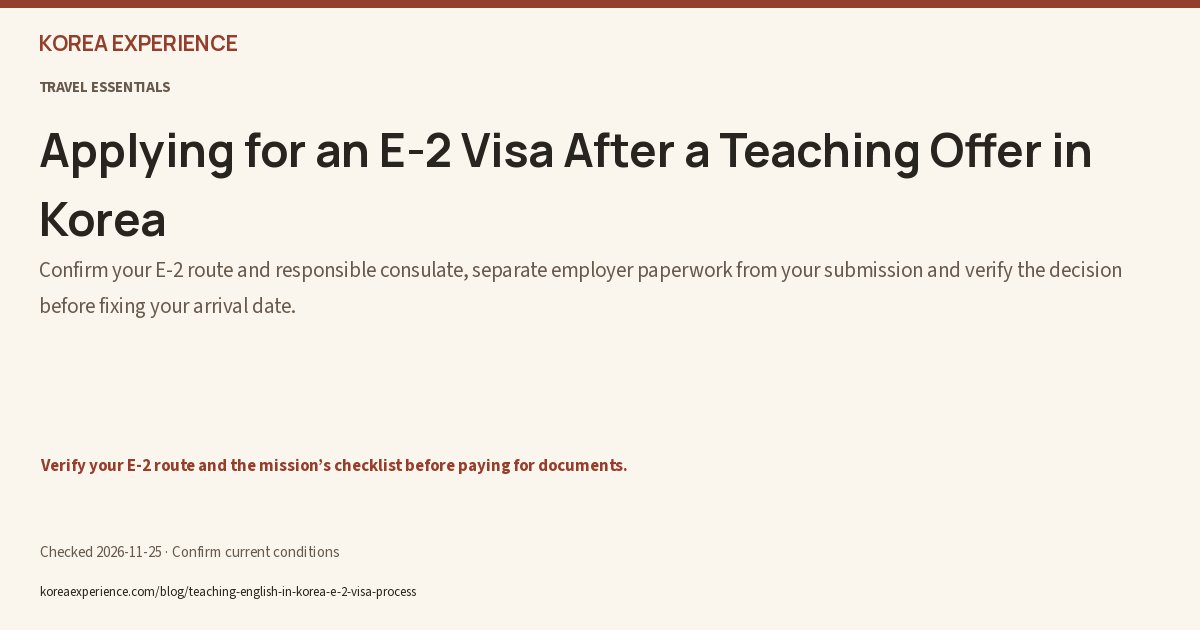 KOREA EXPERIENCE
TRAVEL ESSENTIALS
Applying for an E-2 Visa After a Teaching Offer in
Korea
Confirm your E-2 route and responsible consulate, separate employer paperwork from your submission and verify the decision
before fixing your arrival date.
Verify your E-2 route and the mission’s checklist before paying for documents.
Checked 2026-11-25 · Confirm current conditions
koreaexperience.com/blog/teaching-english-in-korea-e-2-visa-process